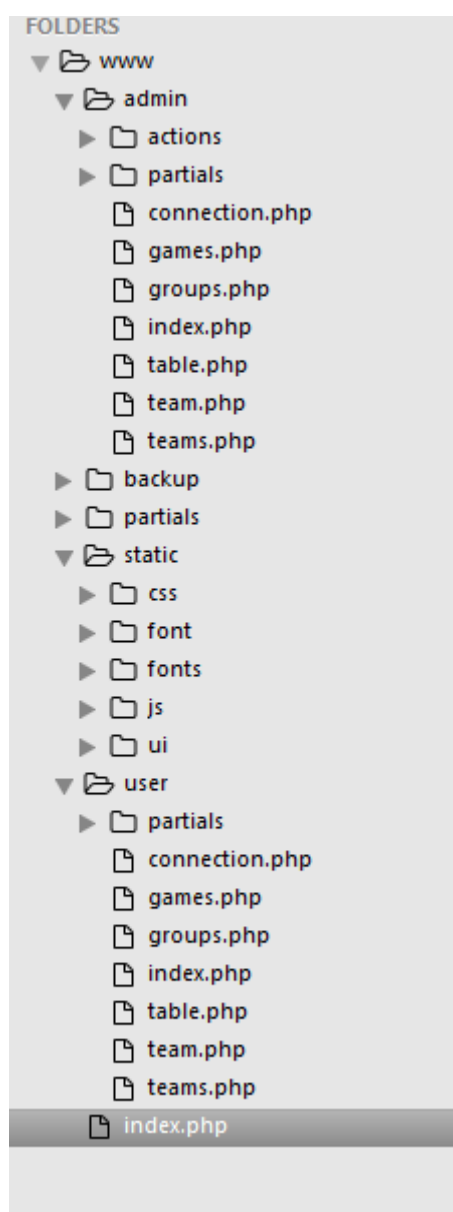 FOLDERS
www
admin
actions
partials
connection.php
games.php
groups.php
index.php
table.php
team.php
teams.php
backup
partials
static
css
font
fonts
js
ui
user
partials
connection.php
games.php
groups.php
index.php
table.php
team.php
teams.php
index.php